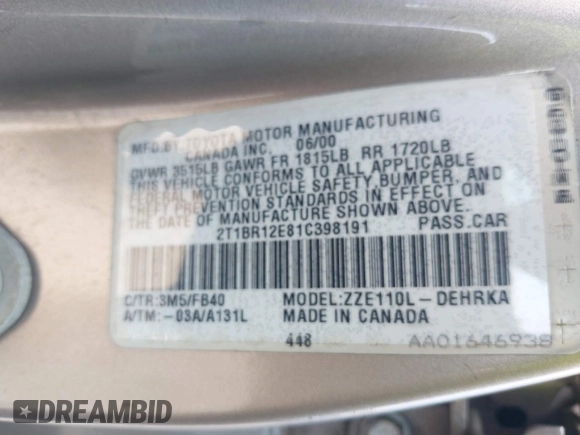 MFD.BY TOYOTA MOTOR MANUFACTURING
CANADA INC. 06/00
GVWR 3515LB GAWR FR 1815LB RR 1720LB
THIS VEHICLE CONFORMS TO ALL APPLICABLE
FEDERAL MOTOR VEHICLE SAFETY, BUMPER, AND
THEFT PREVENTION STANDARDS IN EFFECT ON
THE DATE OF MANUFACTURE SHOWN ABOVE.
2T1BR12E81C398191 PASS.CAR
C/TR:3M5/FB40 MODEL:ZZE110L-DEHRKA
A/TM:-03A/A131L MADE IN CANADA
448 AA01646938
DREAMBID